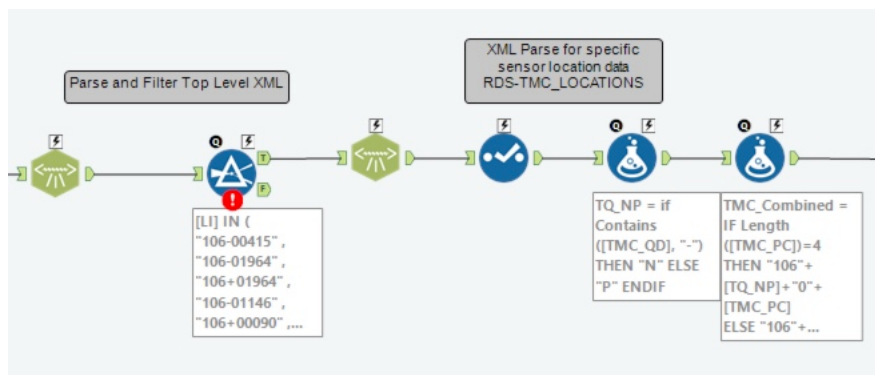 Parse and Filter Top Level XML
XML Parse for specific
sensor location data
RDS-TMC_LOCATIONS
Q
T
F
!
[LI] IN (
"106-00415" ,
"106-01964" ,
"106+01964" ,
"106-01146" ,
"106+00090" ,...
Q
TQ_NP = if
Contains
([TMC_QD], "-")
THEN "N" ELSE
"P" ENDIF
Q
TMC_Combined =
IF Length
([TMC_PC])=4
THEN "106"+
[TQ_NP]+"0"+
[TMC_PC]
ELSE "106"+...